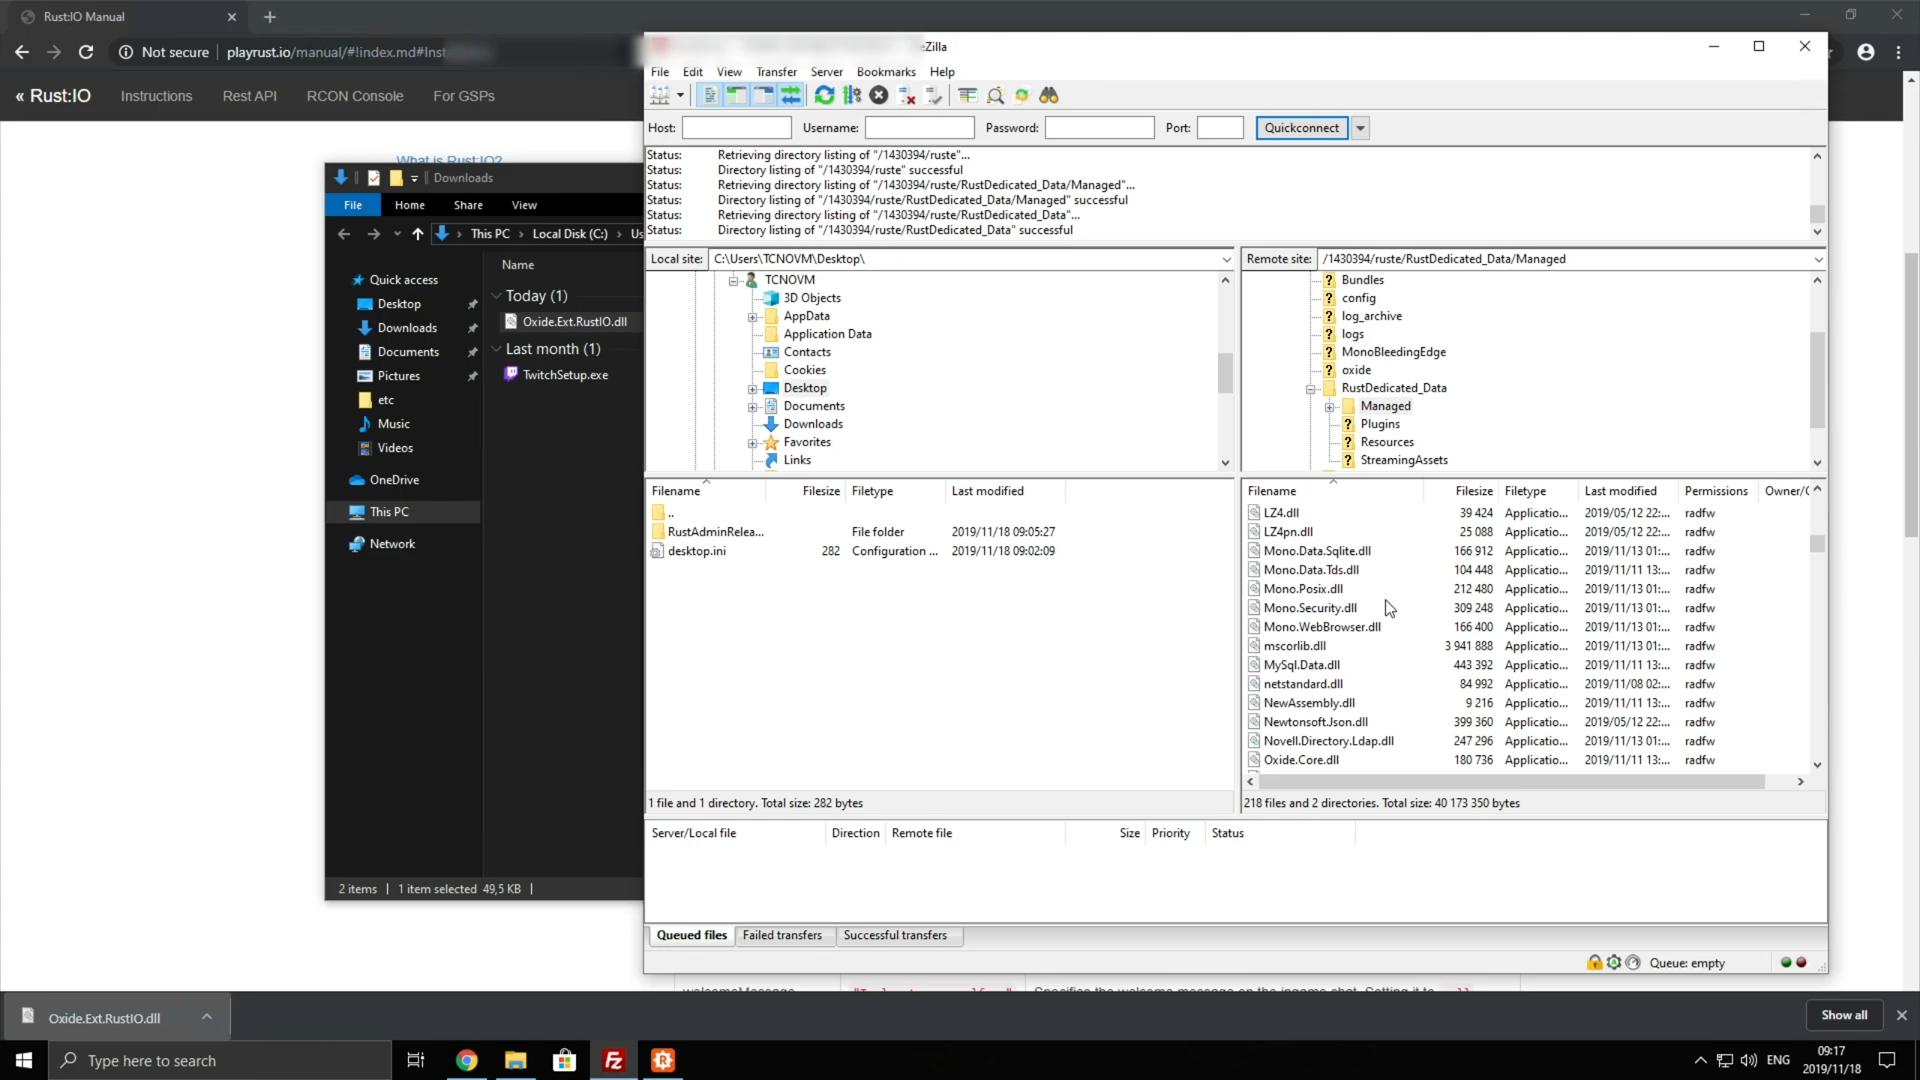 Rust:IO Manual
Not secure
playrust.io/manual/#!index.md#Inst
« Rust:IO
Instructions
Rest API
RCON Console
For GSPs
What is Rust:IO?
Downloads
File
Home
Share
View
This PC
Local Disk (C:)
Us
Name
Quick access
Desktop
Downloads
Documents
Pictures
etc
Music
Videos
OneDrive
This PC
Network
Today (1)
Oxide.Ext.RustIO.dll
Last month (1)
TwitchSetup.exe
2 items
1 item selected 49,5 KB
eZilla
File Edit View Transfer Server Bookmarks Help
Host: Username: Password: Port: Quickconnect
Status: Retrieving directory listing of "/1430394/ruste"...
Status: Directory listing of "/1430394/ruste" successful
Status: Retrieving directory listing of "/1430394/ruste/RustDedicated_Data/Managed"...
Status: Directory listing of "/1430394/ruste/RustDedicated_Data/Managed" successful
Status: Retrieving directory listing of "/1430394/ruste/RustDedicated_Data"...
Status: Directory listing of "/1430394/ruste/RustDedicated_Data" successful
Local site: C:\Users\TCNOVM\Desktop\
TCNOVM
3D Objects
AppData
Application Data
Contacts
Cookies
Desktop
Documents
Downloads
Favorites
Links
Remote site: /1430394/ruste/RustDedicated_Data/Managed
Bundles
config
log_archive
logs
MonoBleedingEdge
oxide
RustDedicated_Data
Managed
Plugins
Resources
StreamingAssets
Filename Filesize Filetype Last modified
..
RustAdminRelea... File folder 2019/11/18 09:05:27
desktop.ini 282 Configuration ... 2019/11/18 09:02:09
1 file and 1 directory. Total size: 282 bytes
Filename Filesize Filetype Last modified Permissions Owner/G
LZ4.dll 39 424 Applicatio... 2019/05/12 22:... radfw
LZ4pn.dll 25 088 Applicatio... 2019/05/12 22:... radfw
Mono.Data.Sqlite.dll 166 912 Applicatio... 2019/11/13 01:... radfw
Mono.Data.Tds.dll 104 448 Applicatio... 2019/11/11 13:... radfw
Mono.Posix.dll 212 480 Applicatio... 2019/11/13 01:... radfw
Mono.Security.dll 309 248 Applicatio... 2019/11/13 01:... radfw
Mono.WebBrowser.dll 166 400 Applicatio... 2019/11/13 01:... radfw
mscorlib.dll 3 941 888 Applicatio... 2019/11/13 01:... radfw
MySql.Data.dll 443 392 Applicatio... 2019/11/11 13:... radfw
netstandard.dll 84 992 Applicatio... 2019/11/08 02:... radfw
NewAssembly.dll 9 216 Applicatio... 2019/11/11 13:... radfw
Newtonsoft.Json.dll 399 360 Applicatio... 2019/05/12 22:... radfw
Novell.Directory.Ldap.dll 247 296 Applicatio... 2019/11/13 01:... radfw
Oxide.Core.dll 180 736 Applicatio... 2019/11/11 13:... radfw
218 files and 2 directories. Total size: 40 173 350 bytes
Server/Local file Direction Remote file Size Priority Status
Queued files Failed transfers Successful transfers
Queue: empty
Oxide.Ext.RustIO.dll
Show all
Type here to search
ENG
09:17
2019/11/18